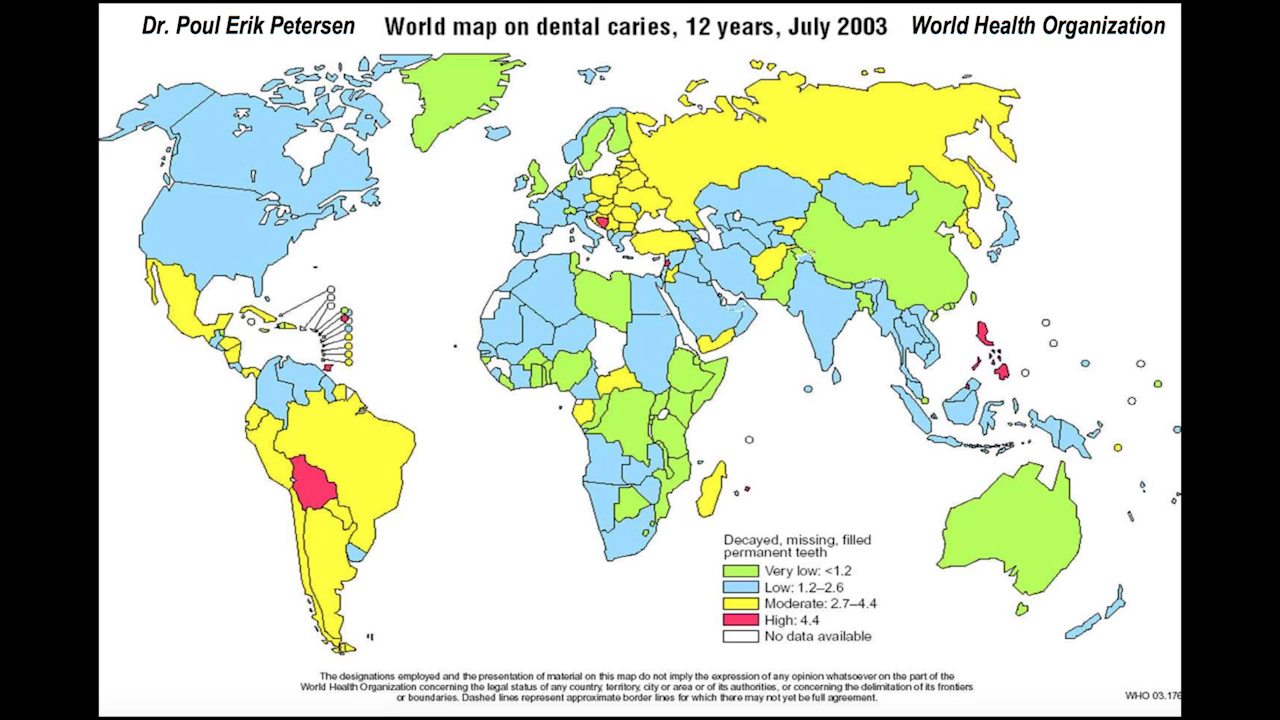 Dr. Poul Erik Petersen World map on dental caries, 12 years, July 2003 World Health Organization
Decayed, missing, filled
permanent teeth
Very low: <1.2
Low: 1.2–2.6
Moderate: 2.7–4.4
High: 4.4
No data available
The designations employed and the presentation of material on this map do not imply the expression of any opinion whatsoever on the part of the
World Health Organization concerning the legal status of any country, territory, city or area or of its authorities, or concerning the delimitation of its frontiers
or boundaries. Dashed lines represent approximate border lines for which there may not yet be full agreement.
WHO 03.176